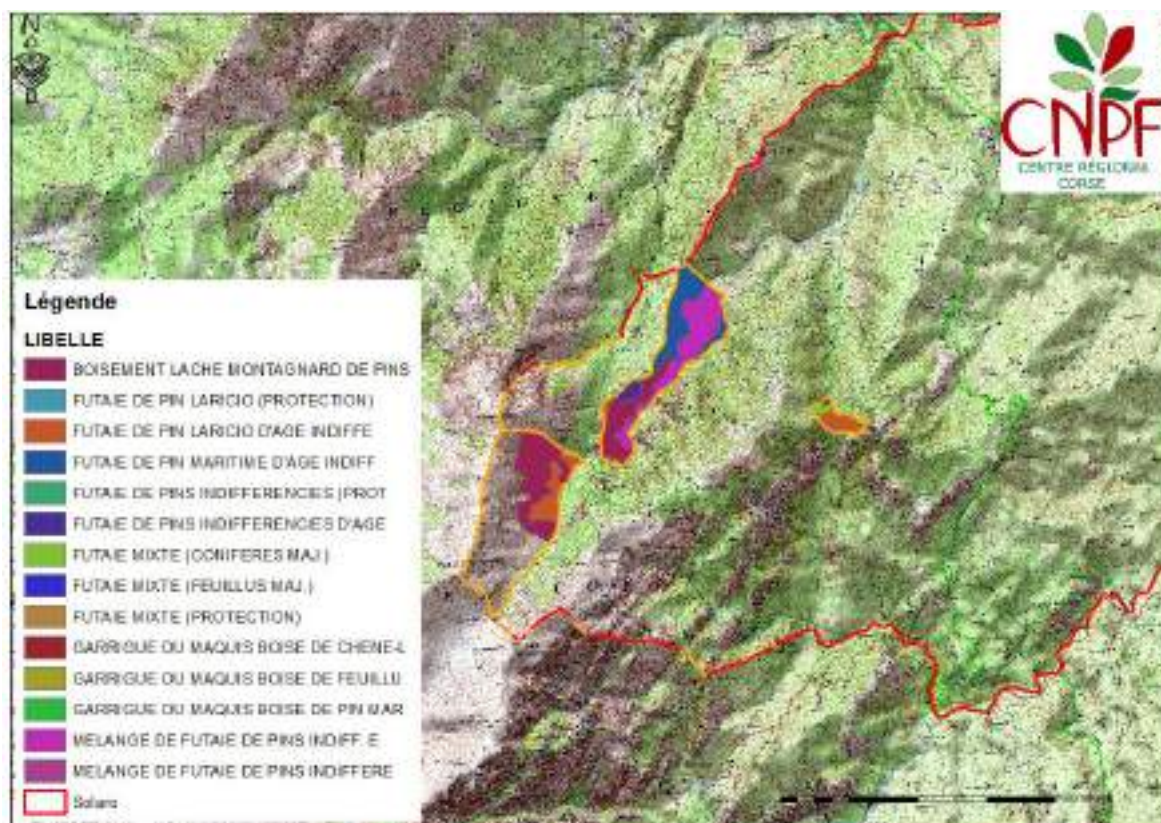 N
CNPF
CENTRE RÉGIONAL
CORSE
Légende
LIBELLE
BOISEMENT LACHE MONTAGNARD DE PINS
FUTAIE DE PIN LARICIO (PROTECTION)
FUTAIE DE PIN LARICIO D'AGE INDIFFE
FUTAIE DE PIN MARITIME D'AGE INDIFF
FUTAIE DE PINS INDIFFERENCIES (PROT
FUTAIE DE PINS INDIFFERENCIES D'AGE
FUTAIE MIXTE (CONIFERES MAJ.)
FUTAIE MIXTE (FEUILLUS MAJ.)
FUTAIE MIXTE (PROTECTION)
GARRIGUE OU MAQUIS BOISE DE CHENE-L
GARRIGUE OU MAQUIS BOISE DE FEUILLU
GARRIGUE OU MAQUIS BOISE DE PIN MAR
MELANGE DE FUTAIE DE PINS INDIFF. E
MELANGE DE FUTAIE DE PINS INDIFFERE
Solaro